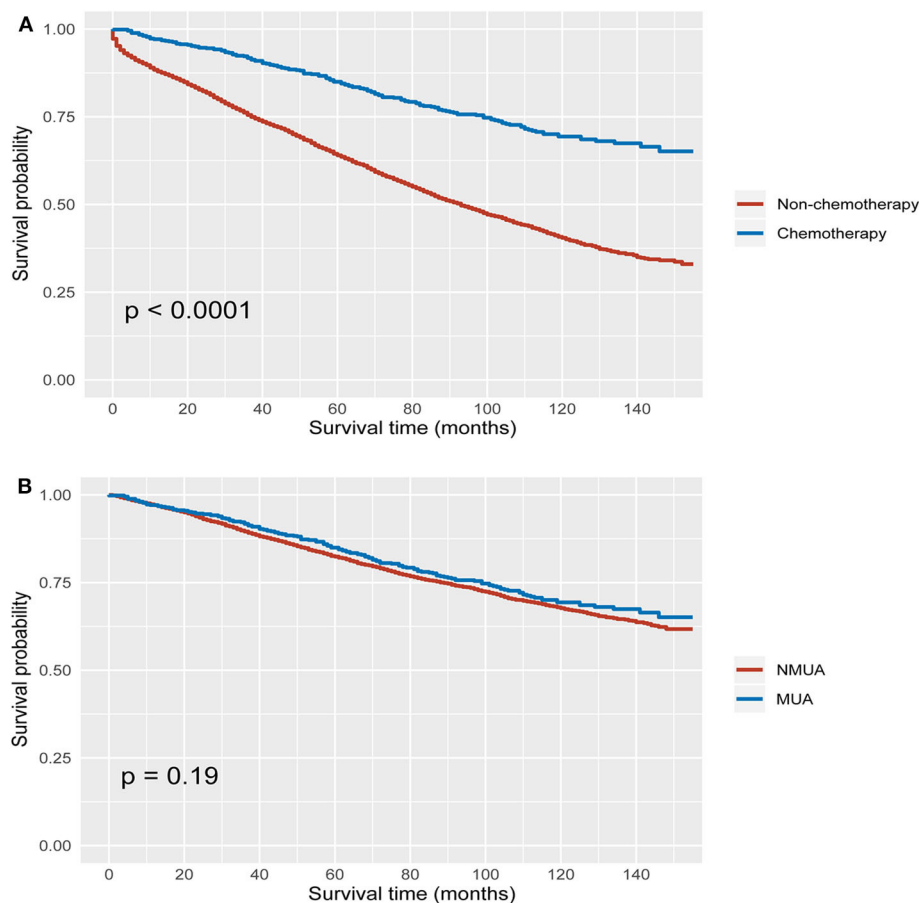 A
1.00
0.75
0.50
0.25
0.00
Survival probability
p < 0.0001
0 20 40 60 80 100 120 140
Survival time (months)
Non-chemotherapy
Chemotherapy
B
1.00
0.75
0.50
0.25
0.00
Survival probability
p = 0.19
0 20 40 60 80 100 120 140
Survival time (months)
NMUA
MUA